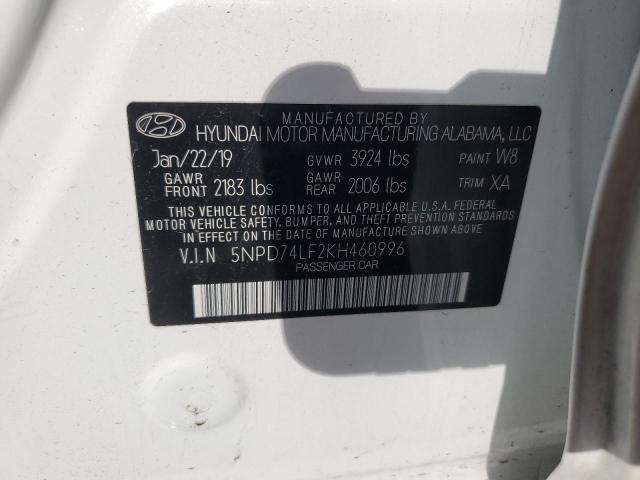 MANUFACTURED BY
HYUNDAI MOTOR MANUFACTURING ALABAMA, LLC
Jan/22/19 GVWR 3924 lbs PAINT W8
GAWR FRONT 2183 lbs GAWR REAR 2006 lbs TRIM XA
THIS VEHICLE CONFORMS TO ALL APPLICABLE U.S.A. FEDERAL
MOTOR VEHICLE SAFETY, BUMPER, AND THEFT PREVENTION STANDARDS
IN EFFECT ON THE DATE OF MANUFACTURE SHOWN ABOVE.
V.I.N 5NPD74LF2KH460996
PASSENGER CAR